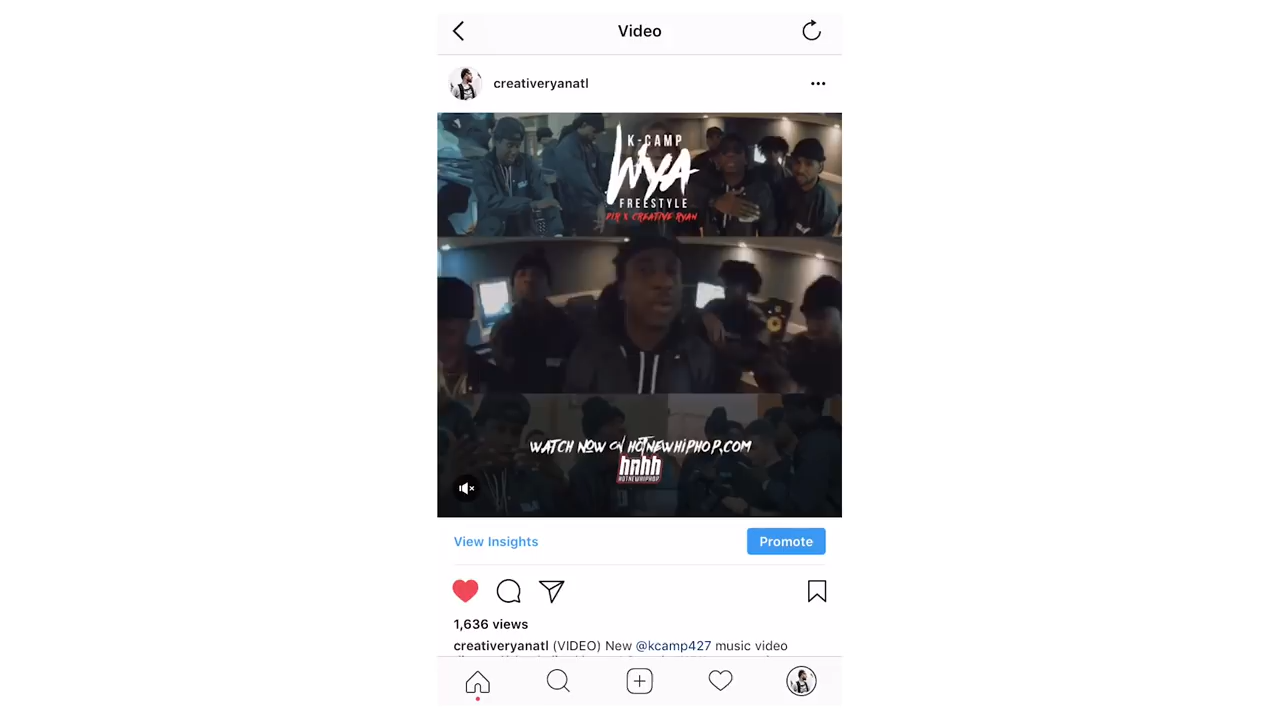 Video
creativeryanatl
K-CAMP
WYA
FREESTYLE
DIR X CREATIVE RYAN
WATCH NOW ON HOTNEWHIPHOP.COM
hnhh
HOTNEWHIPHOP
View Insights
Promote
1,636 views
creativeryanatl (VIDEO) New @kcamp427 music video